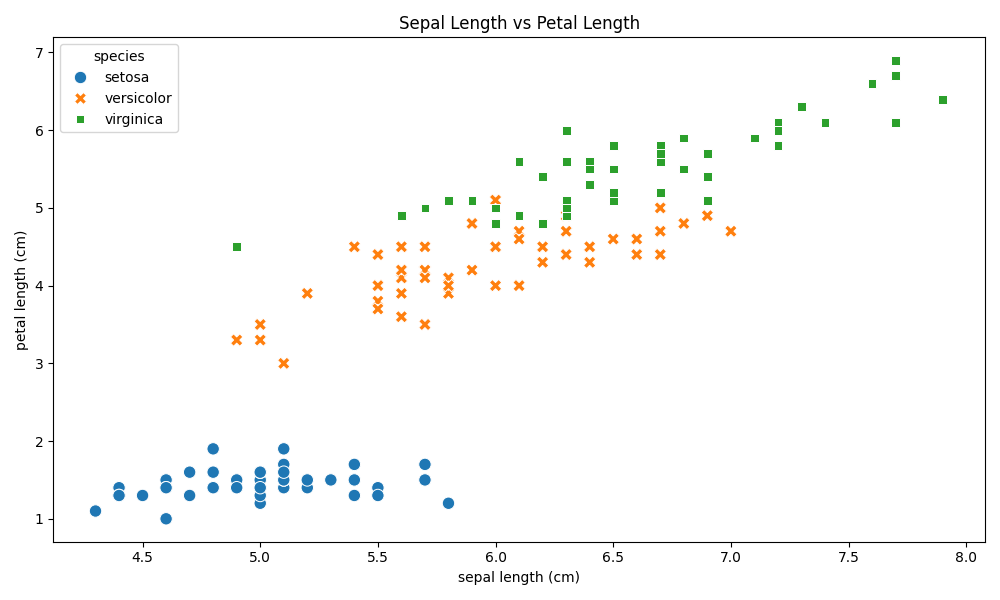 Sepal Length vs Petal Length
species
setosa
versicolor
virginica
petal length (cm)
7
6
5
4
3
2
1
4.5 5.0 5.5 6.0 6.5 7.0 7.5 8.0
sepal length (cm)